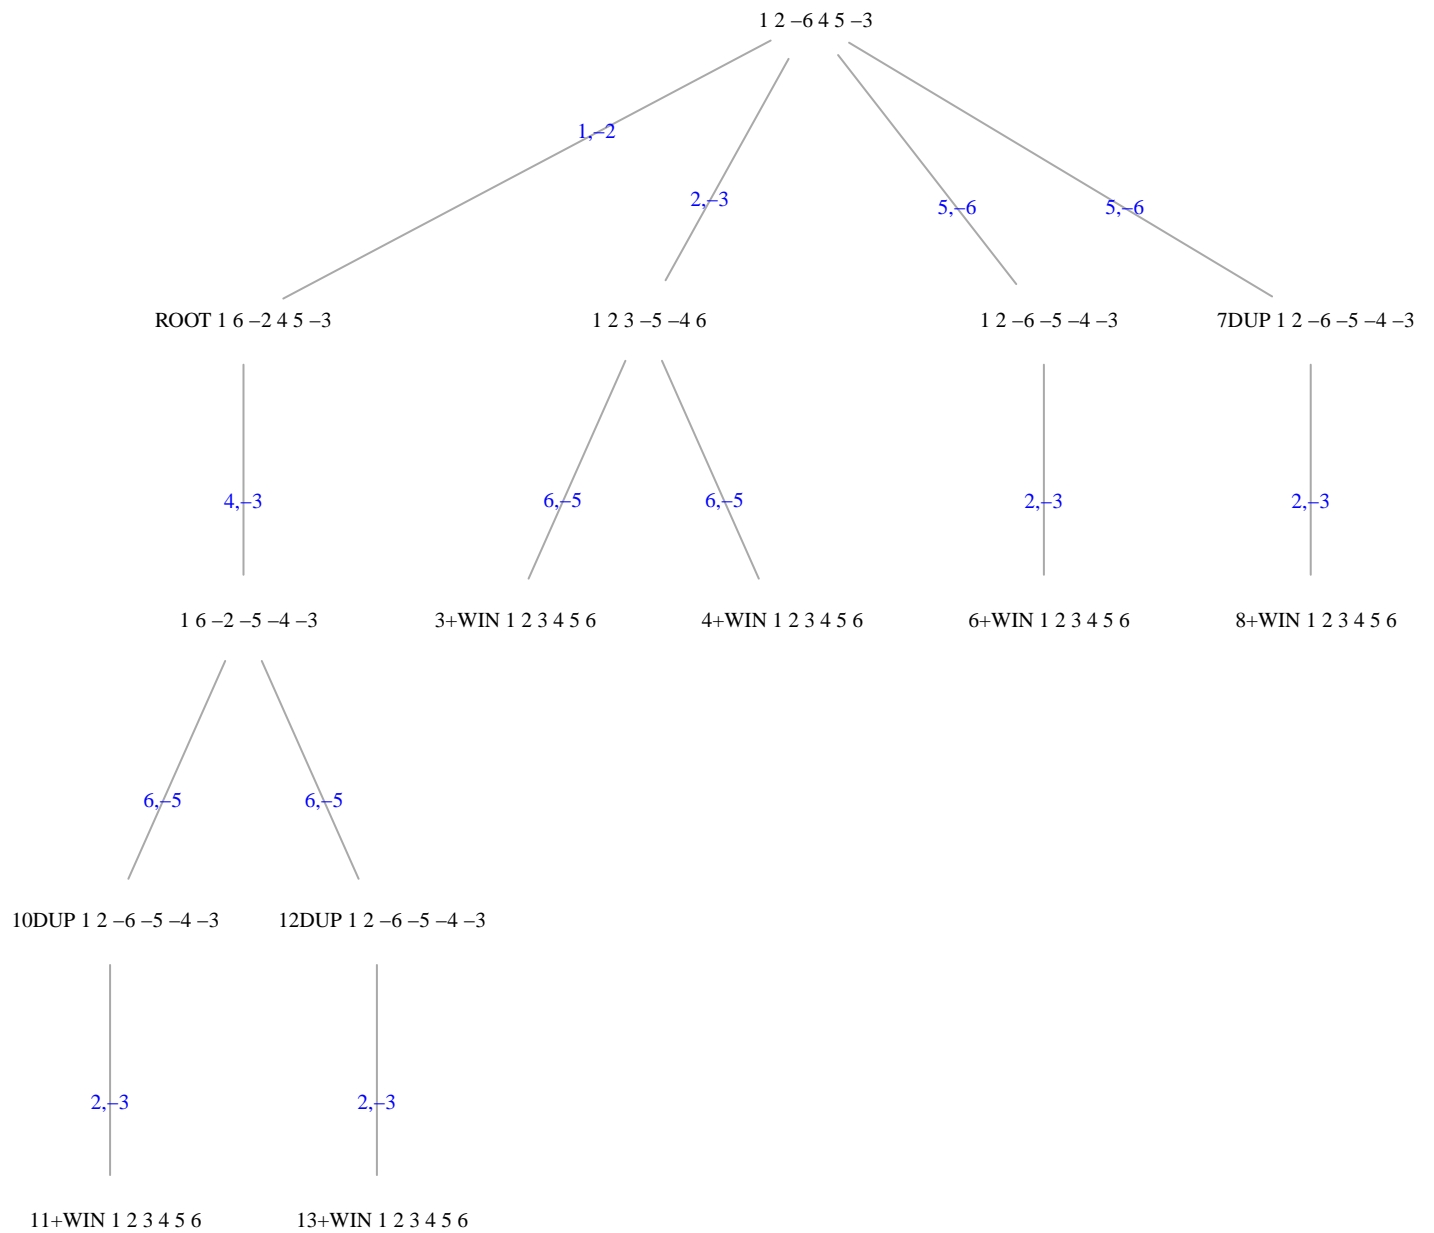 1 2 –6 4 5 –3
1,–2
2,–3
5,–6
5,–6
ROOT 1 6 –2 4 5 –3
1 2 3 –5 –4 6
1 2 –6 –5 –4 –3
7DUP 1 2 –6 –5 –4 –3
4,–3
6,–5
6,–5
2,–3
2,–3
1 6 –2 –5 –4 –3
3+WIN 1 2 3 4 5 6
4+WIN 1 2 3 4 5 6
6+WIN 1 2 3 4 5 6
8+WIN 1 2 3 4 5 6
6,–5
6,–5
10DUP 1 2 –6 –5 –4 –3
12DUP 1 2 –6 –5 –4 –3
2,–3
2,–3
11+WIN 1 2 3 4 5 6
13+WIN 1 2 3 4 5 6